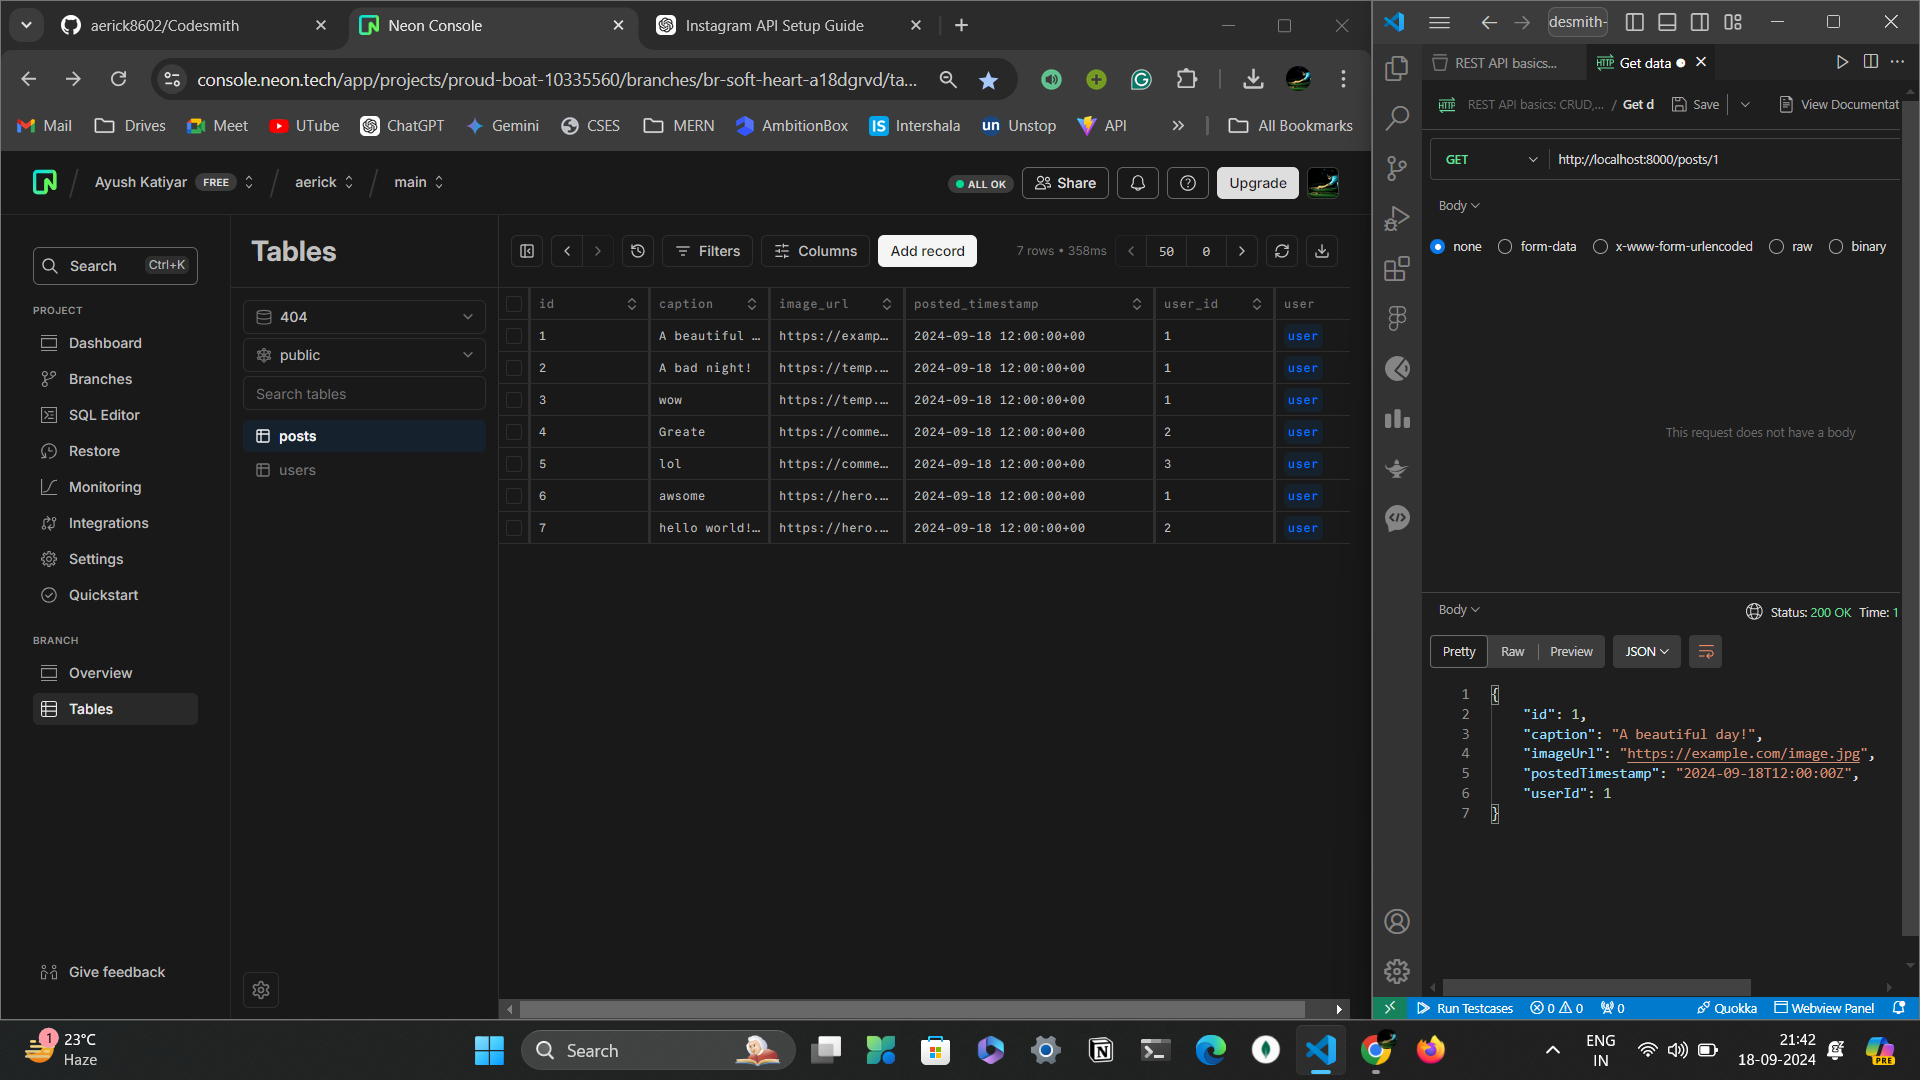 aerick8602/Codesmith
Neon Console
Instagram API Setup Guide
console.neon.tech/app/projects/proud-boat-10335560/branches/br-soft-heart-a18dgrvd/ta...
Mail Drives Meet UTube ChatGPT Gemini CSES MERN AmbitionBox Intershala Unstop API All Bookmarks
Ayush Katiyar FREE / aerick / main
ALL OK Share Upgrade
Search Ctrl+K
PROJECT
Dashboard
Branches
SQL Editor
Restore
Monitoring
Integrations
Settings
Quickstart
BRANCH
Overview
Tables
Give feedback
Tables
404
public
Search tables
posts
users
Filters Columns Add record 7 rows • 358ms 50 0
id caption image_url posted_timestamp user_id user
1 A beautiful … https://examp… 2024-09-18 12:00:00+00 1 user
2 A bad night! https://temp.… 2024-09-18 12:00:00+00 1 user
3 wow https://temp.… 2024-09-18 12:00:00+00 1 user
4 Greate https://comme… 2024-09-18 12:00:00+00 2 user
5 lol https://comme… 2024-09-18 12:00:00+00 3 user
6 awsome https://hero.… 2024-09-18 12:00:00+00 1 user
7 hello world!… https://hero.… 2024-09-18 12:00:00+00 2 user
desmith-
REST API basics...
HTTP Get data
HTTP REST API basics: CRUD,... / Get d Save View Documentat
GET http://localhost:8000/posts/1
Body
none form-data x-www-form-urlencoded raw binary
This request does not have a body
Body Status: 200 OK Time: 1
Pretty Raw Preview JSON
1 {
2 "id": 1,
3 "caption": "A beautiful day!",
4 "imageUrl": "https://example.com/image.jpg",
5 "postedTimestamp": "2024-09-18T12:00:00Z",
6 "userId": 1
7 }
Run Testcases 0 0 0 Quokka Webview Panel
1 23°C
Haze
Search
ENG
IN
21:42
18-09-2024
PRE